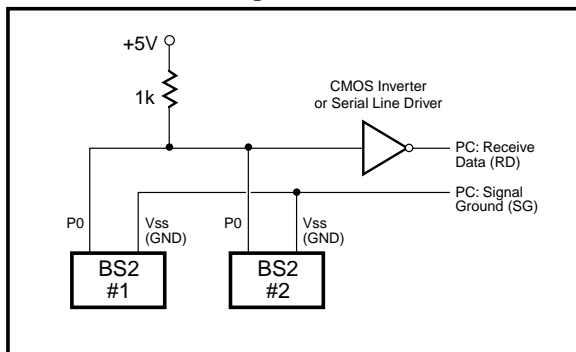 +5V
1k
CMOS Inverter
or Serial Line Driver
PC: Receive
Data (RD)
PC: Signal
Ground (SG)
P0
Vss
(GND)
P0
Vss
(GND)
BS2
#1
BS2
#2